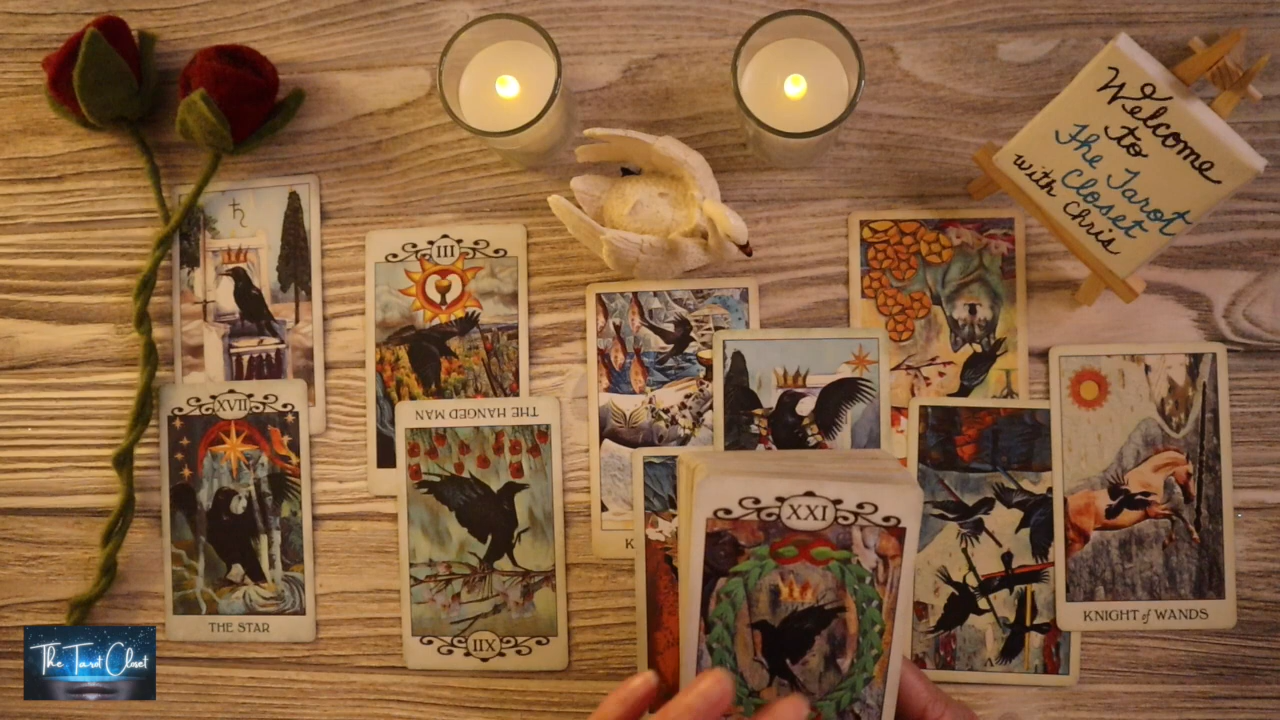 Welcome
to
The Tarot
Closet
with Chris
III
XVII
THE STAR
THE HANGED MAN
XII
K
XXI
V
KNIGHT of WANDS
The Tarot Closet